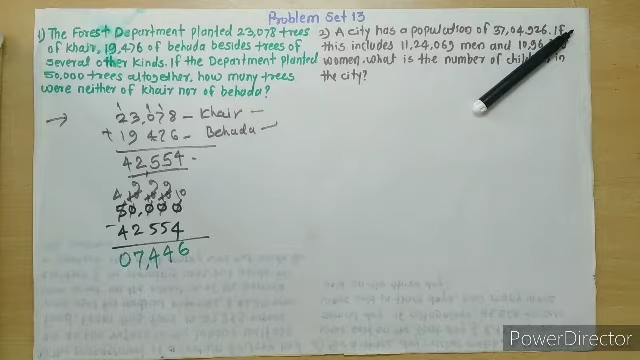 Problem Set 13
1) The Forest Department planted 23,078 trees
of Khair, 19,476 of behada besides trees of
several other kinds. If the Department planted
50,000 trees altogether, how many trees
were neither of Khair nor of behada?
2) A city has a population of 37,04,926. If
this includes 11,24,069 men and
women, what is the number of in
the city?
→ 23,078 - Khair -
+ 19 476 - Behada -
42554 -
50,000
- 42554
07,446
PowerDirector